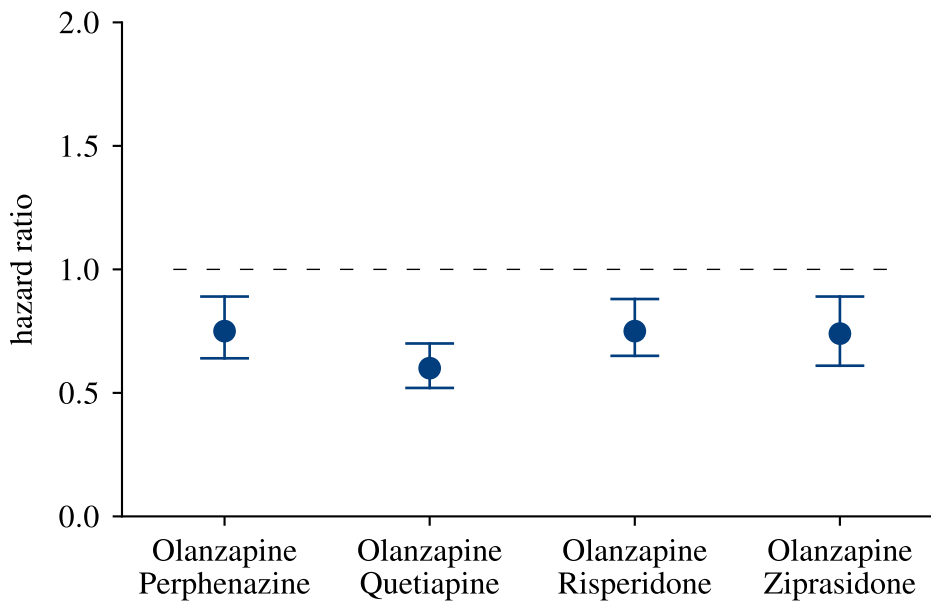 2.0
1.5
1.0
0.5
0.0
hazard ratio
Olanzapine
Perphenazine
Olanzapine
Quetiapine
Olanzapine
Risperidone
Olanzapine
Ziprasidone